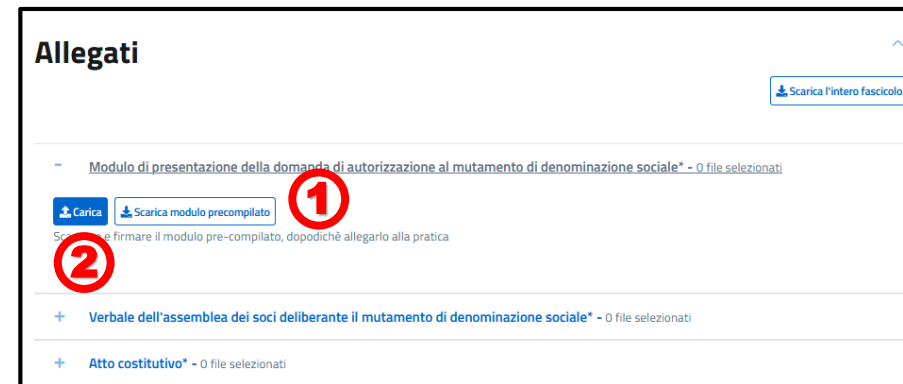 Allegati
Scarica l'intero fascicolo
- Modulo di presentazione della domanda di autorizzazione al mutamento di denominazione sociale* - 0 file selezionati
1
Carica Scarica modulo precompilato
e firmare il modulo pre-compilato, dopodichè allegarlo alla pratica
2
+ Verbale dell'assemblea dei soci deliberante il mutamento di denominazione sociale* - 0 file selezionati
+ Atto costitutivo* - 0 file selezionati